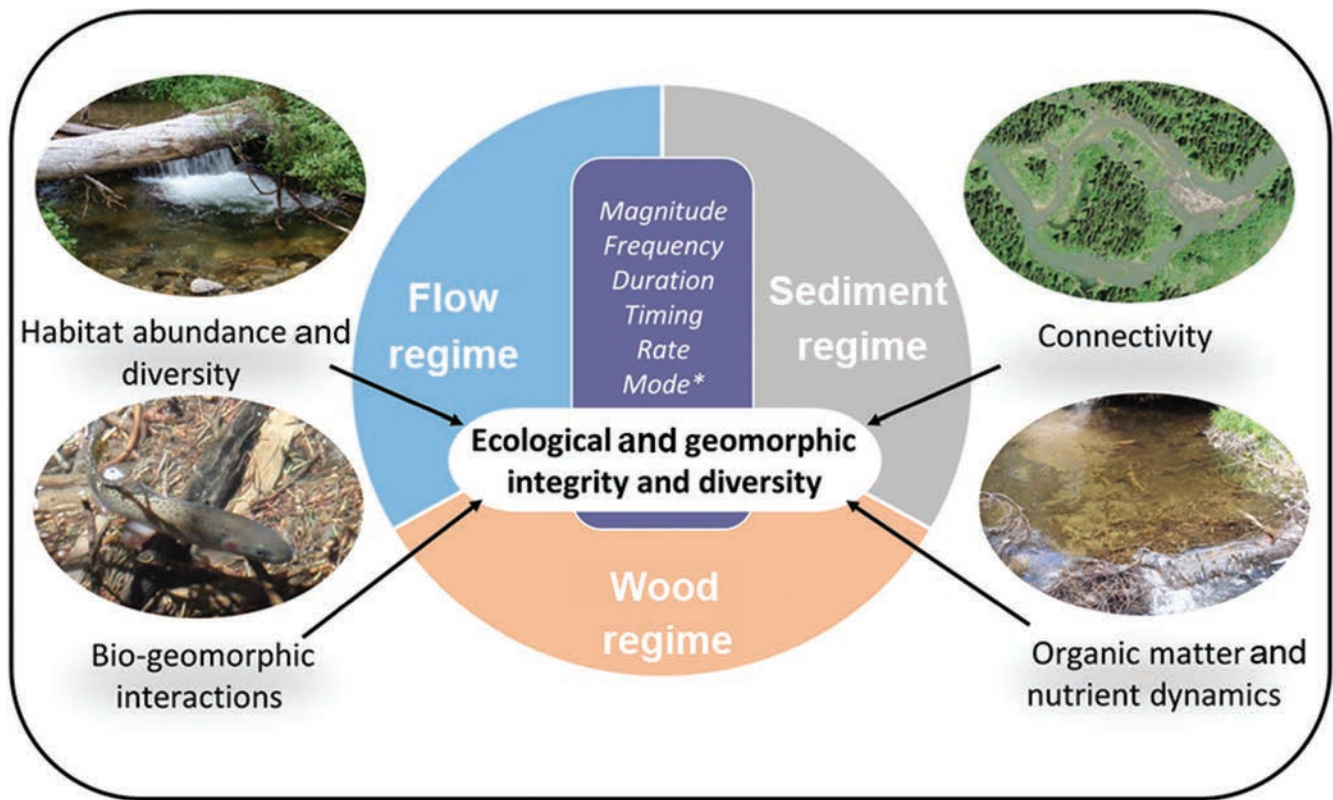 Habitat abundance and
diversity
Bio-geomorphic
interactions
Flow
regime
Magnitude
Frequency
Duration
Timing
Rate
Mode*
Sediment
regime
Ecological and geomorphic
integrity and diversity
Wood
regime
Connectivity
Organic matter and
nutrient dynamics